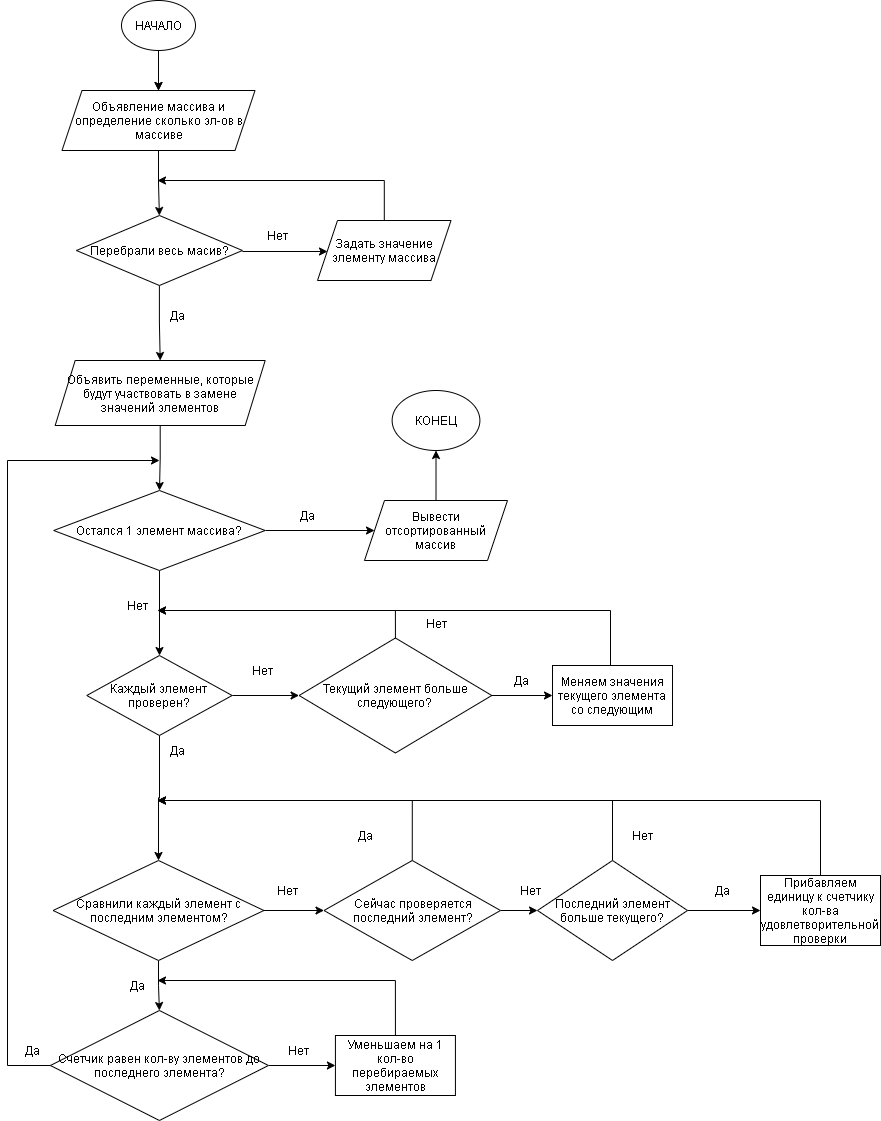 НАЧАЛО
Объявление массива и
определение сколько эл-ов в
массиве
Перебрали весь масив?
Нет
Задать значение
элементу массива
Да
Объявить переменные, которые
будут участвовать в замене
значений элементов
КОНЕЦ
Остался 1 элемент массива?
Да
Вывести
отсортированный
массив
Нет
Каждый элемент
проверен?
Нет
Текущий элемент больше
следующего?
Нет
Да
Меняем значения
текущего элемента
со следующим
Да
Сравнили каждый элемент с
последним элементом?
Нет
Сейчас проверяется
последний элемент?
Да
Нет
Последний элемент
больше текущего?
Нет
Да
Прибавляем
единицу к счетчику
кол-ва
удовлетворительной
проверки
Да
Счетчик равен кол-ву элементов до
последнего элемента?
Да
Нет
Уменьшаем на 1
кол-во
перебираемых
элементов